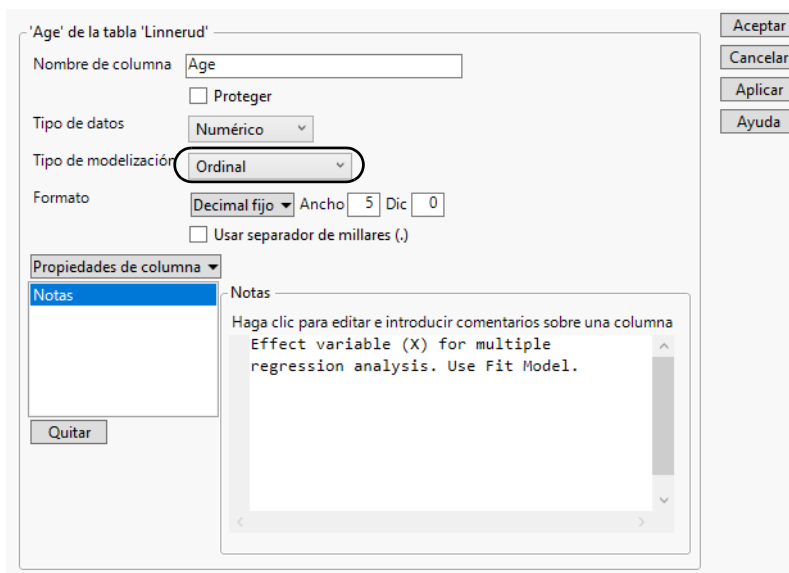 'Age' de la tabla 'Linnerud'
Nombre de columna Age
Proteger
Tipo de datos Numérico
Tipo de modelización Ordinal
Formato Decimal fijo Ancho 5 Dic 0
Usar separador de millares (.)
Propiedades de columna
Notas
Quitar
Notas
Haga clic para editar e introducir comentarios sobre una columna
Effect variable (X) for multiple
regression analysis. Use Fit Model.
Aceptar
Cancelar
Aplicar
Ayuda